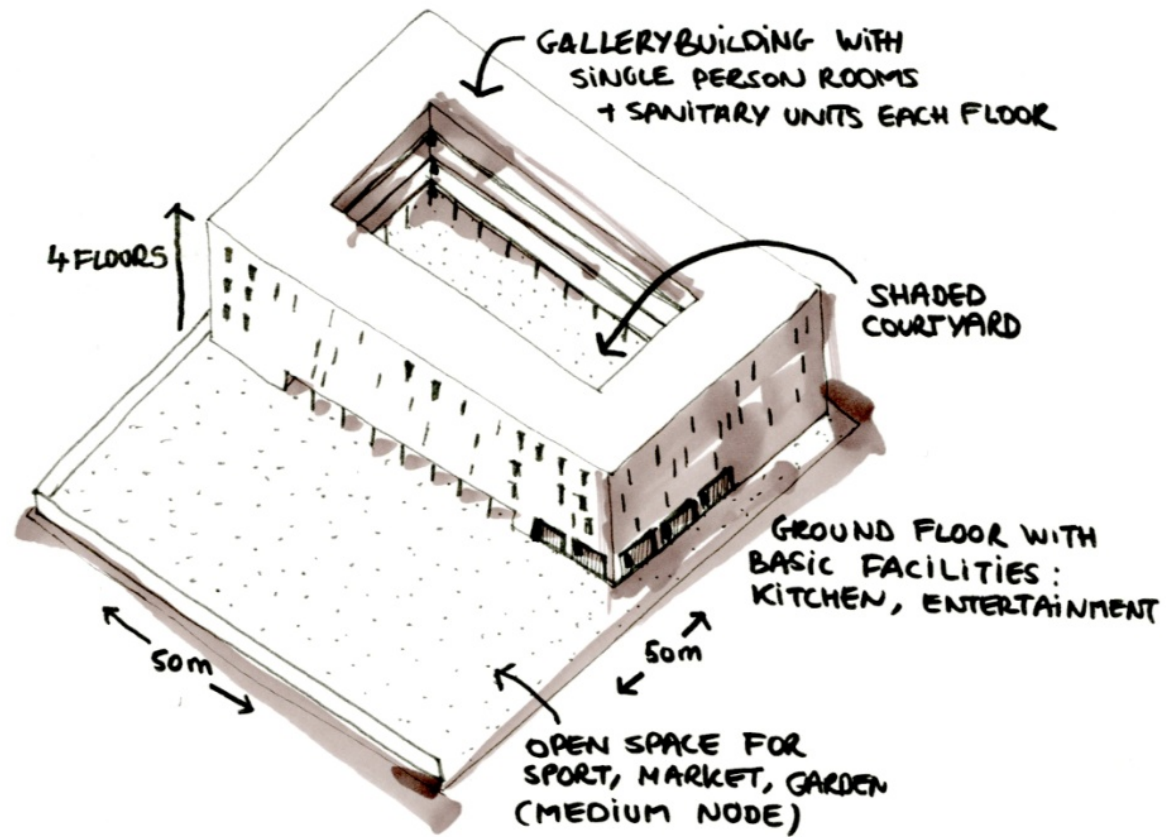 GALLERYBUILDING WITH
SINGLE PERSON ROOMS
+ SANITARY UNITS EACH FLOOR
4 FLOORS
SHADED
COURTYARD
GROUND FLOOR WITH
BASIC FACILITIES:
KITCHEN, ENTERTAINMENT
50m
50m
OPEN SPACE FOR
SPORT, MARKET, GARDEN
(MEDIUM NODE)